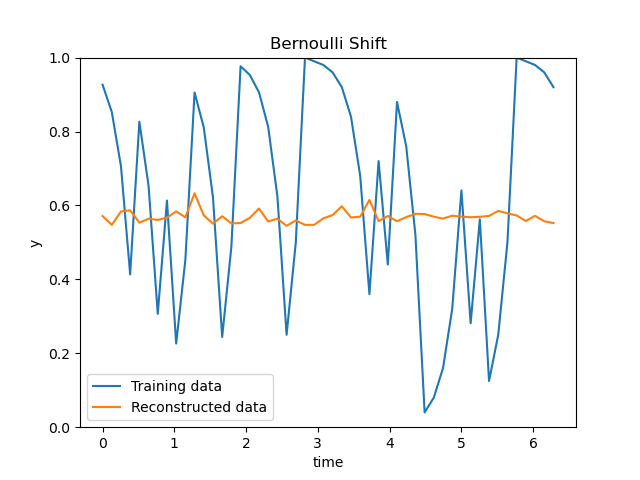 Bernoulli Shift
1.0
0.8
0.6
0.4
0.2
0.0
y
Training data
Reconstructed data
0 1 2 3 4 5 6
time